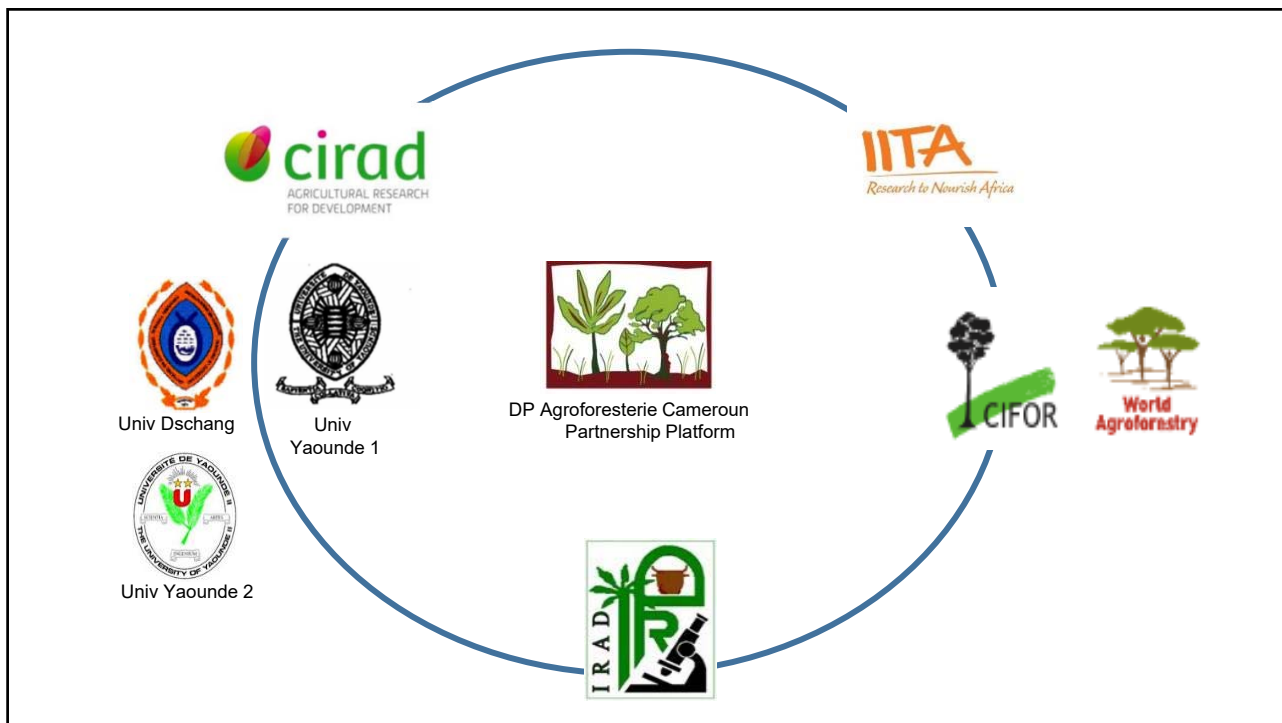 cirad
AGRICULTURAL RESEARCH
FOR DEVELOPMENT
IITA
Research to Nourish Africa
Univ Dschang
Univ
Yaounde 1
DP Agroforesterie Cameroun
Partnership Platform
CIFOR
World
Agroforestry
UNIVERSITÉ DE YAOUNDE II
U
THE UNIVERSITY OF YAOUNDE II
Univ Yaounde 2
IRAD